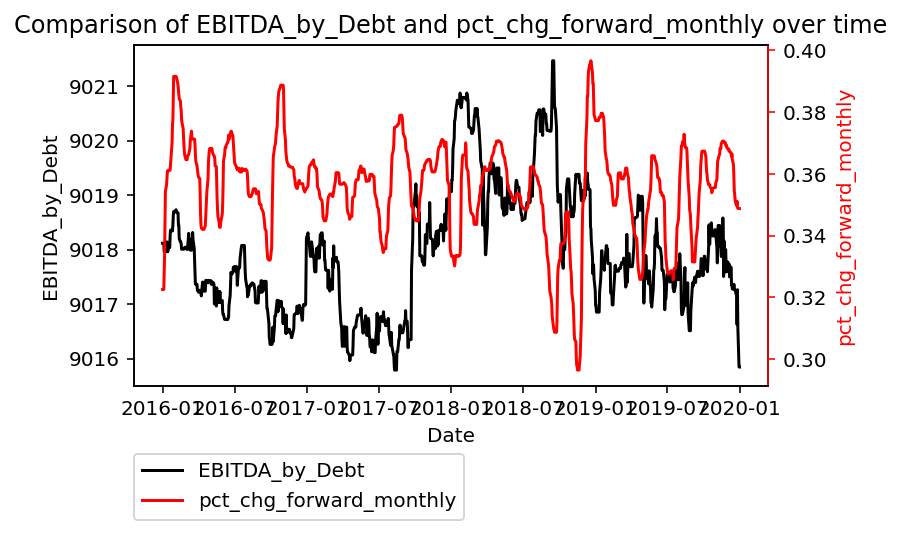 Comparison of EBITDA_by_Debt and pct_chg_forward_monthly over time
EBITDA_by_Debt
9021
9020
9019
9018
9017
9016
0.40
0.38
0.36
0.34
0.32
0.30
pct_chg_forward_monthly
2016-01 2016-07 2017-01 2017-07 2018-01 2018-07 2019-01 2019-07 2020-01
Date
EBITDA_by_Debt
pct_chg_forward_monthly